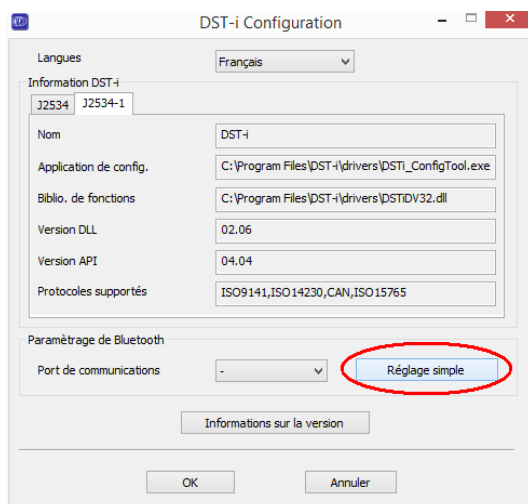 DST-i Configuration
Langues
Français
Information DST-i
J2534 J2534-1
Nom DST-i
Application de config. C:\Program Files\DST-i\drivers\DSTi_ConfigTool.exe
Biblio. de fonctions C:\Program Files\DST-i\drivers\DSTiDV32.dll
Version DLL 02.06
Version API 04.04
Protocoles supportés ISO9141,ISO14230,CAN,ISO15765
Paramètrage de Bluetooth
Port de communications - Réglage simple
Informations sur la version
OK Annuler